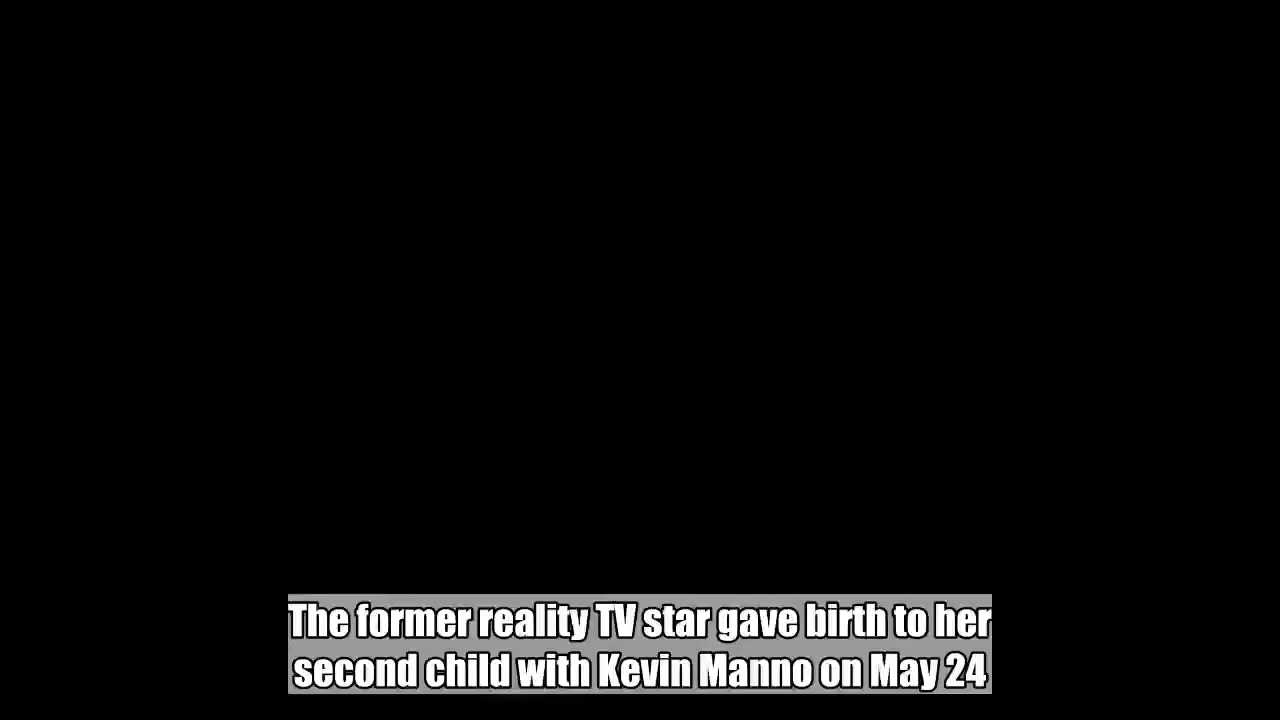 The former reality TV star gave birth to her
second child with Kevin Manno on May 24